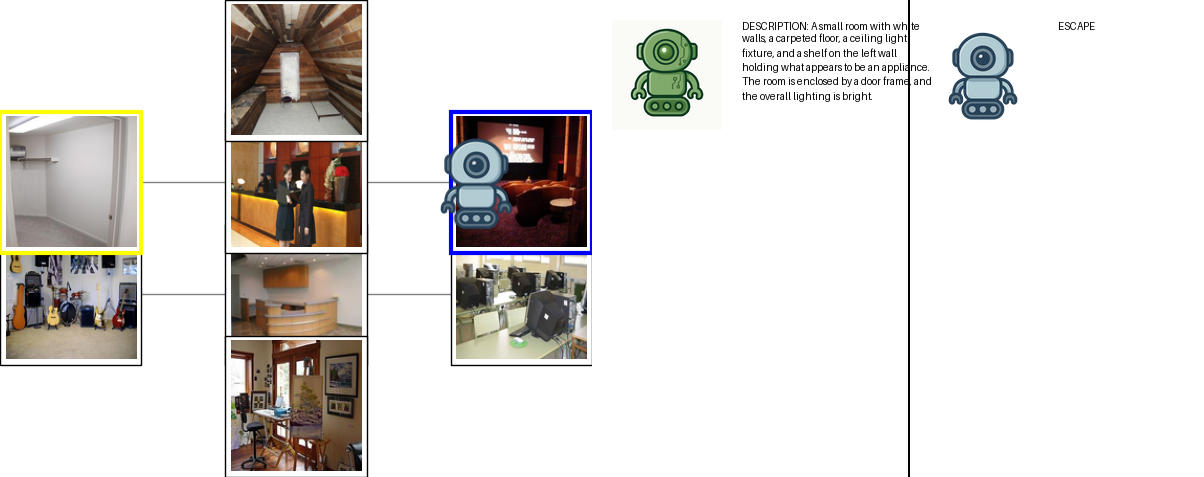 DESCRIPTION: A small room with white
walls, a carpeted floor, a ceiling light
fixture, and a shelf on the left wall
holding what appears to be an appliance.
The room is enclosed by a door frame, and
the overall lighting is bright.
ESCAPE